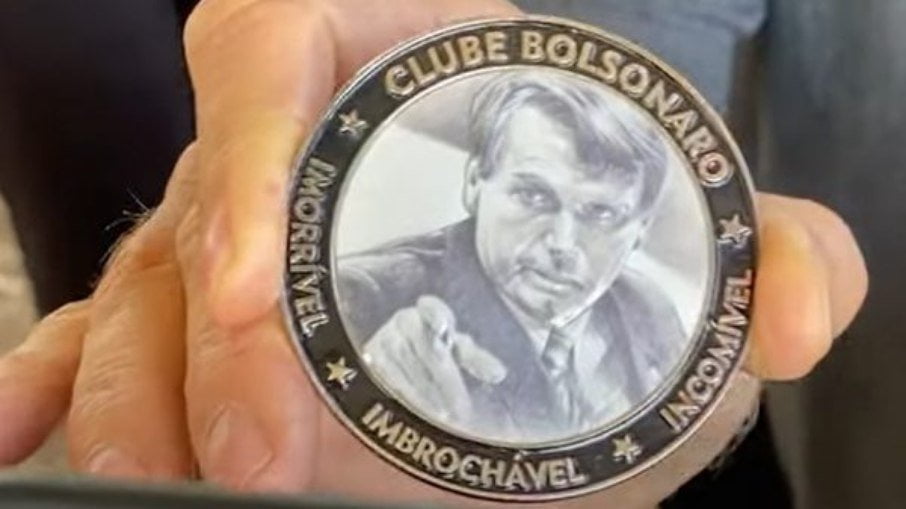 CLUBE BOLSONARO
IMORRÍVEL
IMBROCHÁVEL
INCOMÍVEL